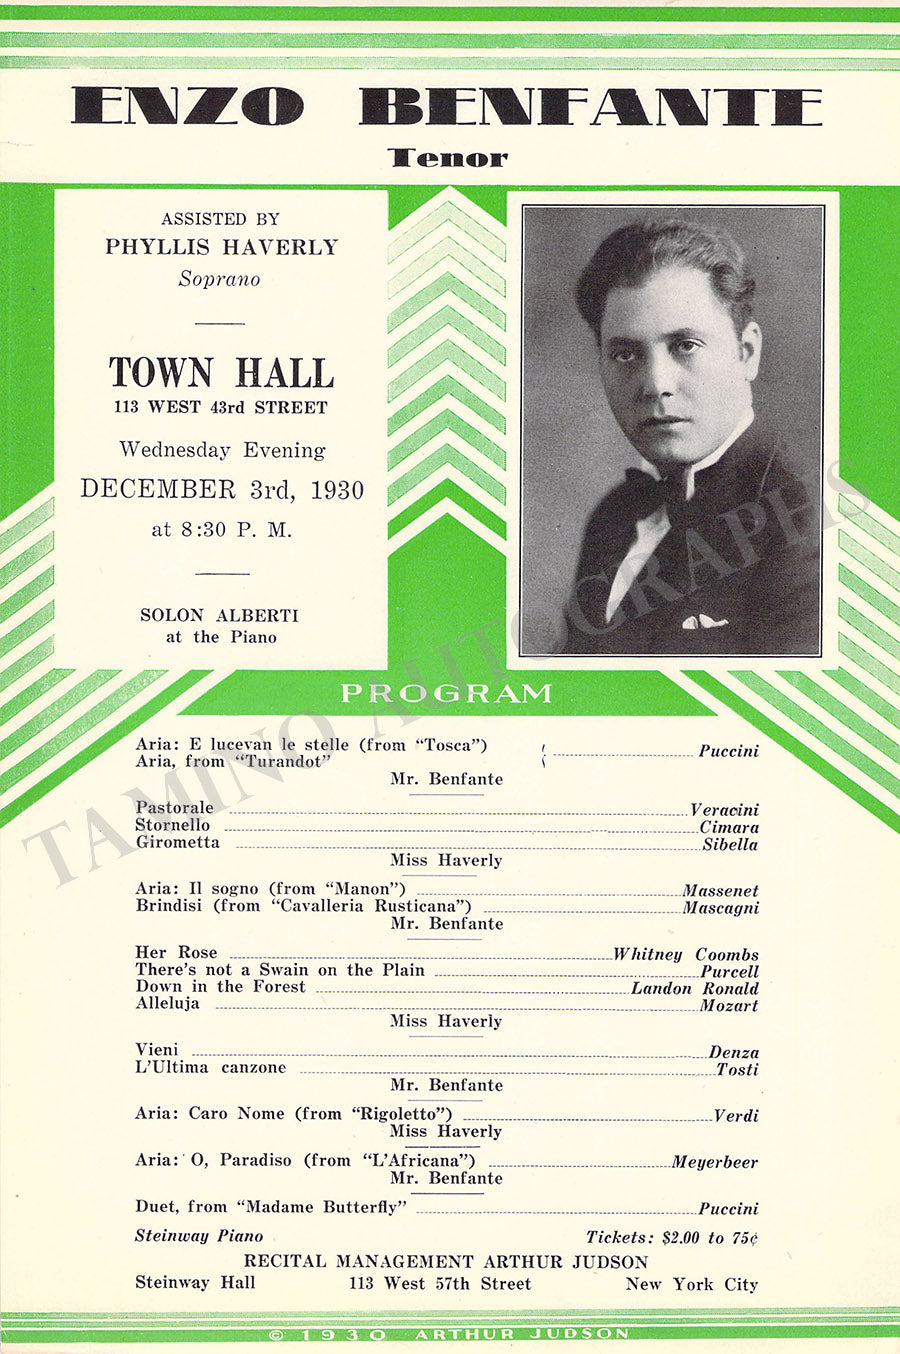 ENZO BENFANTE
Tenor
ASSISTED BY
PHYLLIS HAVERLY
Soprano
TOWN HALL
113 WEST 43rd STREET
Wednesday Evening
DECEMBER 3rd, 1930
at 8:30 P. M.
SOLON ALBERTI
at the Piano
PROGRAM
Aria: E lucevan le stelle (from "Tosca")
Aria, from "Turandot" Puccini
Mr. Benfante
Pastorale Veracini
Stornello Cimara
Girometta Sibella
Miss Haverly
Aria: Il sogno (from "Manon") Massenet
Brindisi (from "Cavalleria Rusticana") Mascagni
Mr. Benfante
Her Rose Whitney Coombs
There's not a Swain on the Plain Purcell
Down in the Forest Landon Ronald
Alleluja Mozart
Miss Haverly
Vieni Denza
L'Ultima canzone Tosti
Mr. Benfante
Aria: Caro Nome (from "Rigoletto") Verdi
Miss Haverly
Aria: O, Paradiso (from "L'Africana") Meyerbeer
Mr. Benfante
Duet, from "Madame Butterfly" Puccini
Steinway Piano Tickets: $2.00 to 75¢
RECITAL MANAGEMENT ARTHUR JUDSON
Steinway Hall 113 West 57th Street New York City
© 1930 ARTHUR JUDSON
TAMINO AUTOGRAPHS